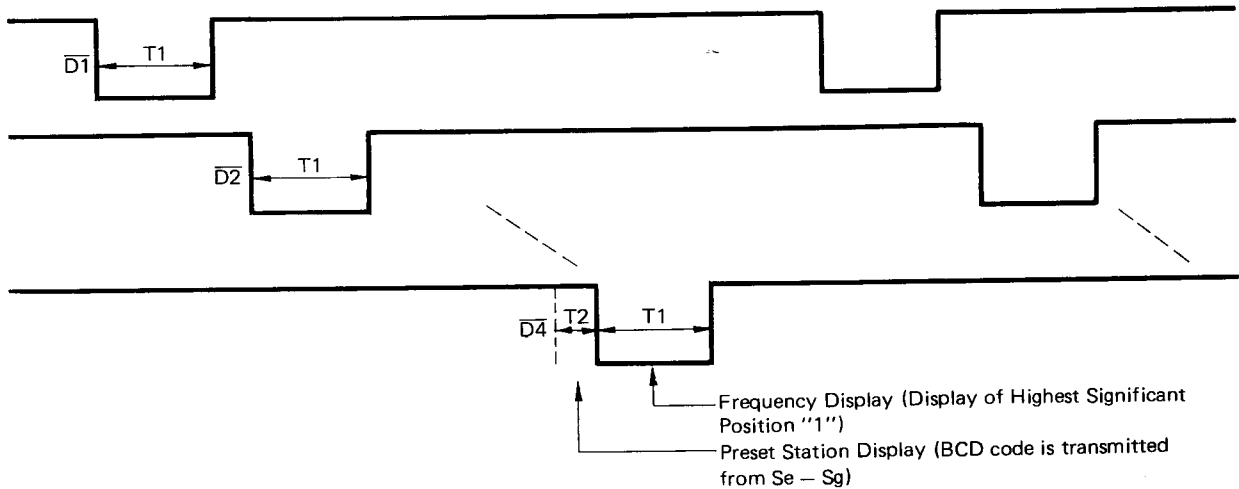 T1
D1
T1
D2
T2 T1
D4
Frequency Display (Display of Highest Significant
Position "1")
Preset Station Display (BCD code is transmitted
from Se – Sg)